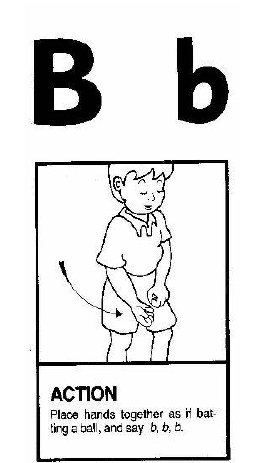 B b
ACTION
Place hands together as if bat-
ting a ball, and say b, b, b.